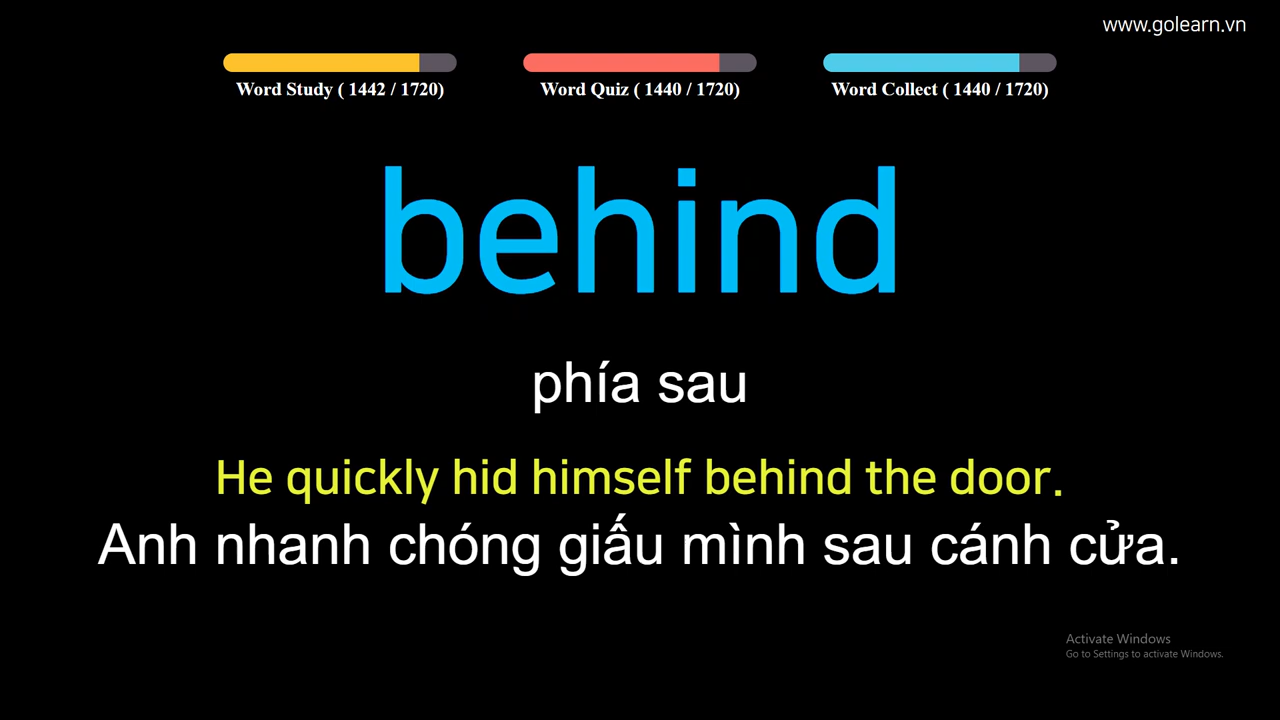 www.golearn.vn
Word Study ( 1442 / 1720)
Word Quiz ( 1440 / 1720)
Word Collect ( 1440 / 1720)
behind
phía sau
He quickly hid himself behind the door.
Anh nhanh chóng giấu mình sau cánh cửa.
Activate Windows
Go to Settings to activate Windows.